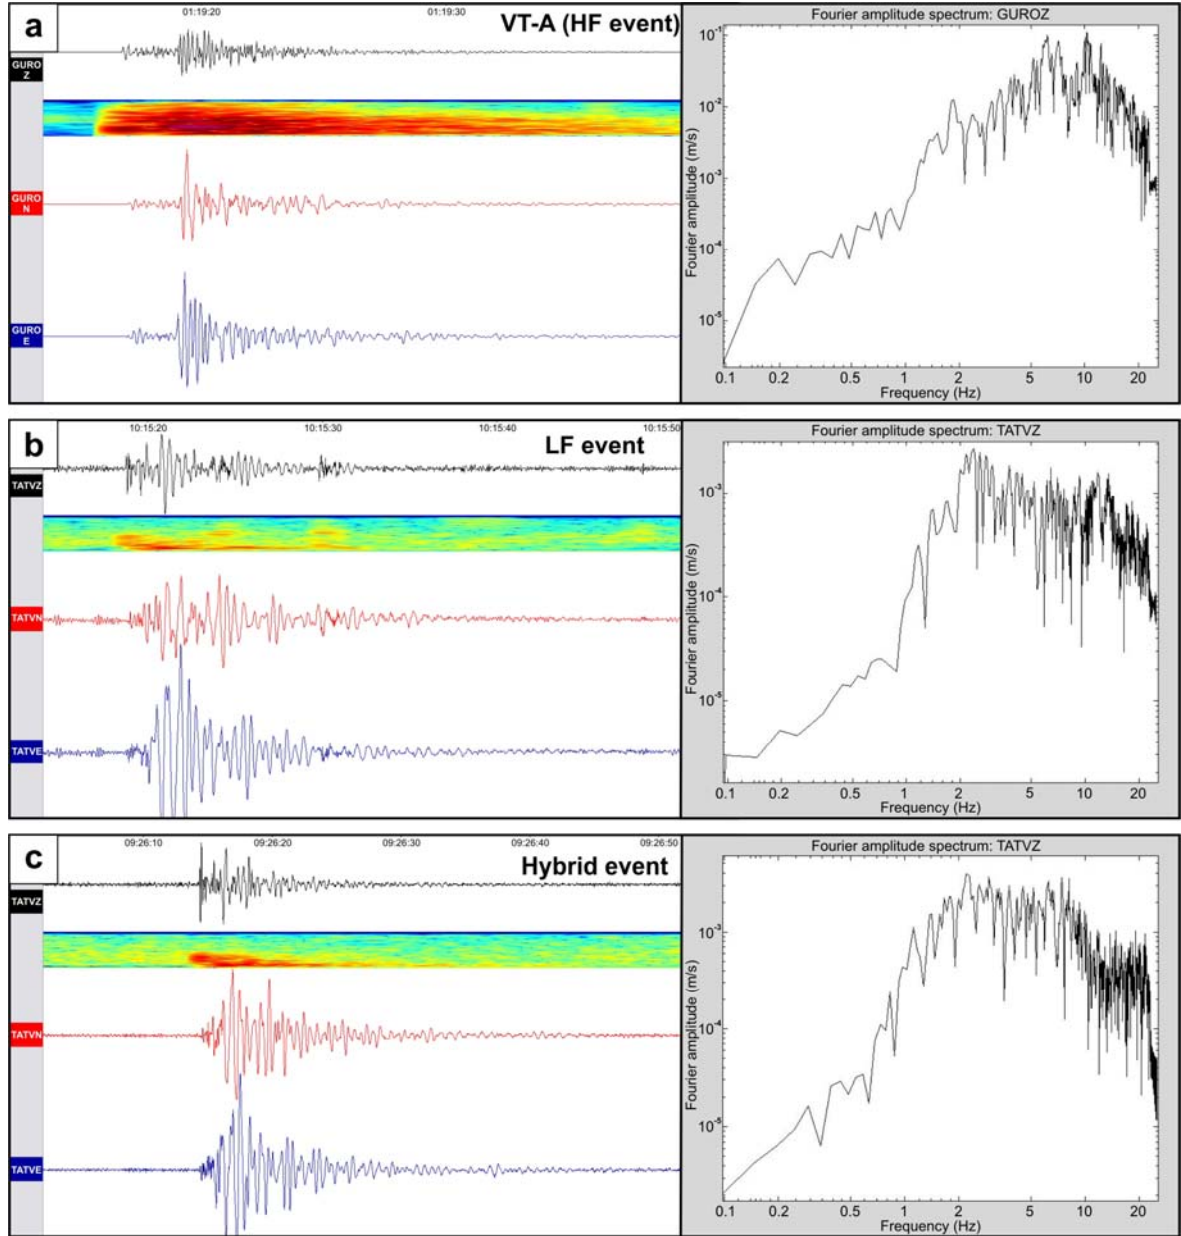 a
01:19:20 01:19:30
VT-A (HF event)
GURO
Z
GURO
N
GURO
E
Fourier amplitude spectrum: GUROZ
Fourier amplitude (m/s)
10-1
10-2
10-3
10-4
10-5
0.1 0.2 0.5 1 2 5 10 20
Frequency (Hz)
b
10:15:20 10:15:30 10:15:40 10:15:50
LF event
TATVZ
TATVN
TATVE
Fourier amplitude spectrum: TATVZ
Fourier amplitude (m/s)
10-3
10-4
10-5
0.1 0.2 0.5 1 2 5 10 20
Frequency (Hz)
c
09:26:10 09:26:20 09:26:30 09:26:40 09:26:50
Hybrid event
TATVZ
TATVN
TATVE
Fourier amplitude spectrum: TATVZ
Fourier amplitude (m/s)
10-3
10-4
10-5
0.1 0.2 0.5 1 2 5 10 20
Frequency (Hz)